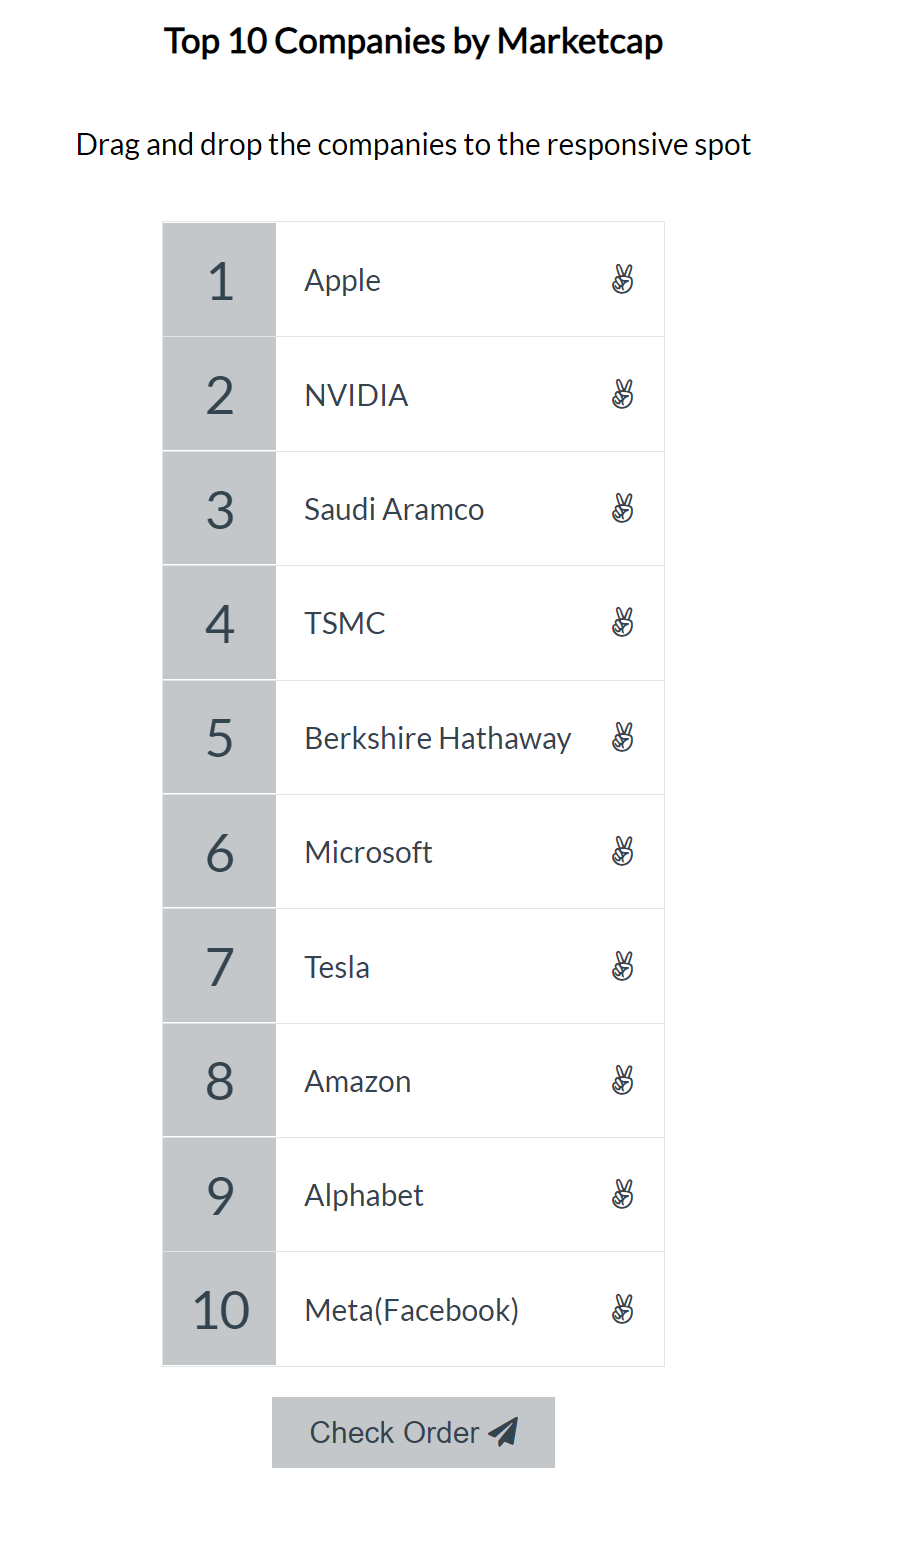 Top 10 Companies by Marketcap
Drag and drop the companies to the responsive spot
1 Apple
2 NVIDIA
3 Saudi Aramco
4 TSMC
5 Berkshire Hathaway
6 Microsoft
7 Tesla
8 Amazon
9 Alphabet
10 Meta(Facebook)
Check Order